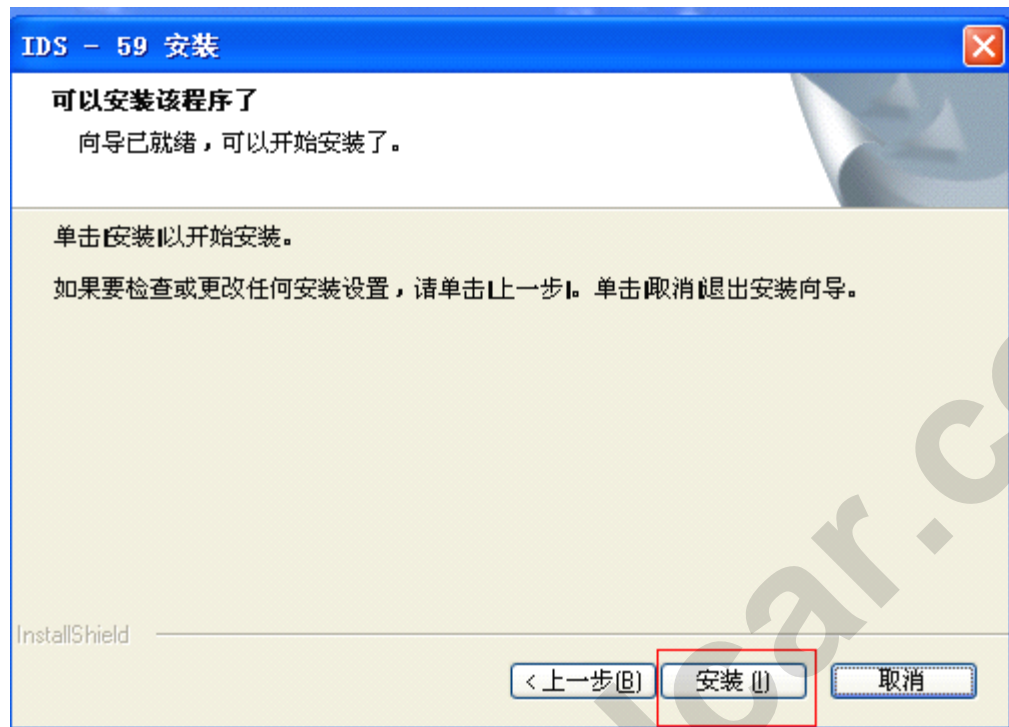 IDS - 59 安装
可以安装该程序了
向导已就绪，可以开始安装了。
单击安装以开始安装。
如果要检查或更改任何安装设置，请单击上一步。单击取消退出安装向导。
InstallShield
< 上一步(B) 安装(I) 取消